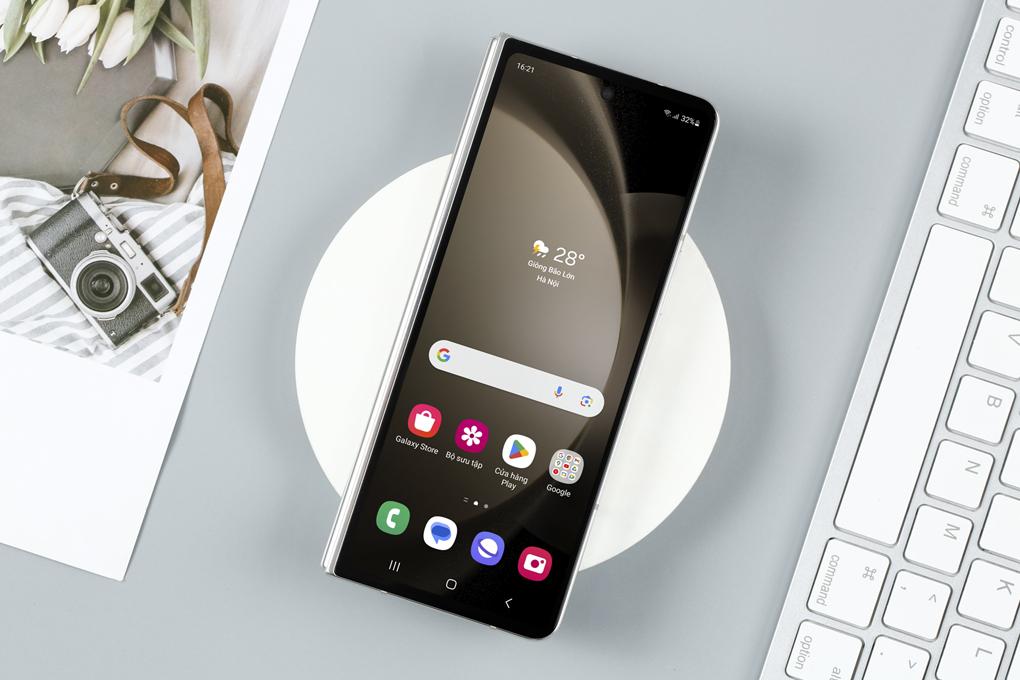 16:21
32%
28°
Giông Bão Lớn
Hà Nội
Galaxy Store
Bộ sưu tập
Cửa hàng
Play
Google
control
option
alt
command
⌘
V
B
N
M
command
⌘
<
,
K
option
alt
>
.
L